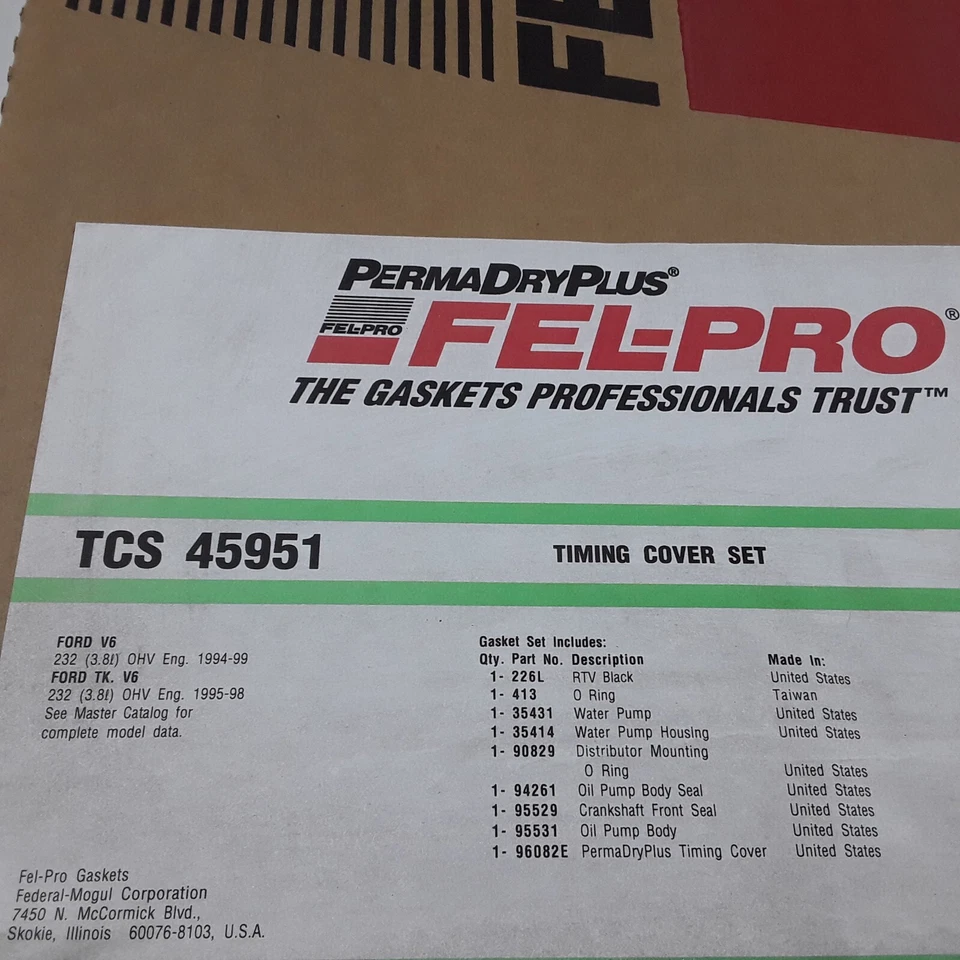 FE
PERMADRYPLUS®
FEL-PRO
FEL-PRO®
THE GASKETS PROFESSIONALS TRUST™
TCS 45951 TIMING COVER SET
FORD V6
232 (3.8ℓ) OHV Eng. 1994-99
FORD TK. V6
232 (3.8ℓ) OHV Eng. 1995-98
See Master Catalog for
complete model data.
Gasket Set Includes:
Qty. Part No. Description Made In:
1- 226L RTV Black United States
1- 413 O Ring Taiwan
1- 35431 Water Pump United States
1- 35414 Water Pump Housing United States
1- 90829 Distributor Mounting
O Ring United States
1- 94261 Oil Pump Body Seal United States
1- 95529 Crankshaft Front Seal United States
1- 95531 Oil Pump Body United States
1- 96082E PermaDryPlus Timing Cover United States
Fel-Pro Gaskets
Federal-Mogul Corporation
7450 N. McCormick Blvd.,
Skokie, Illinois 60076-8103, U.S.A.